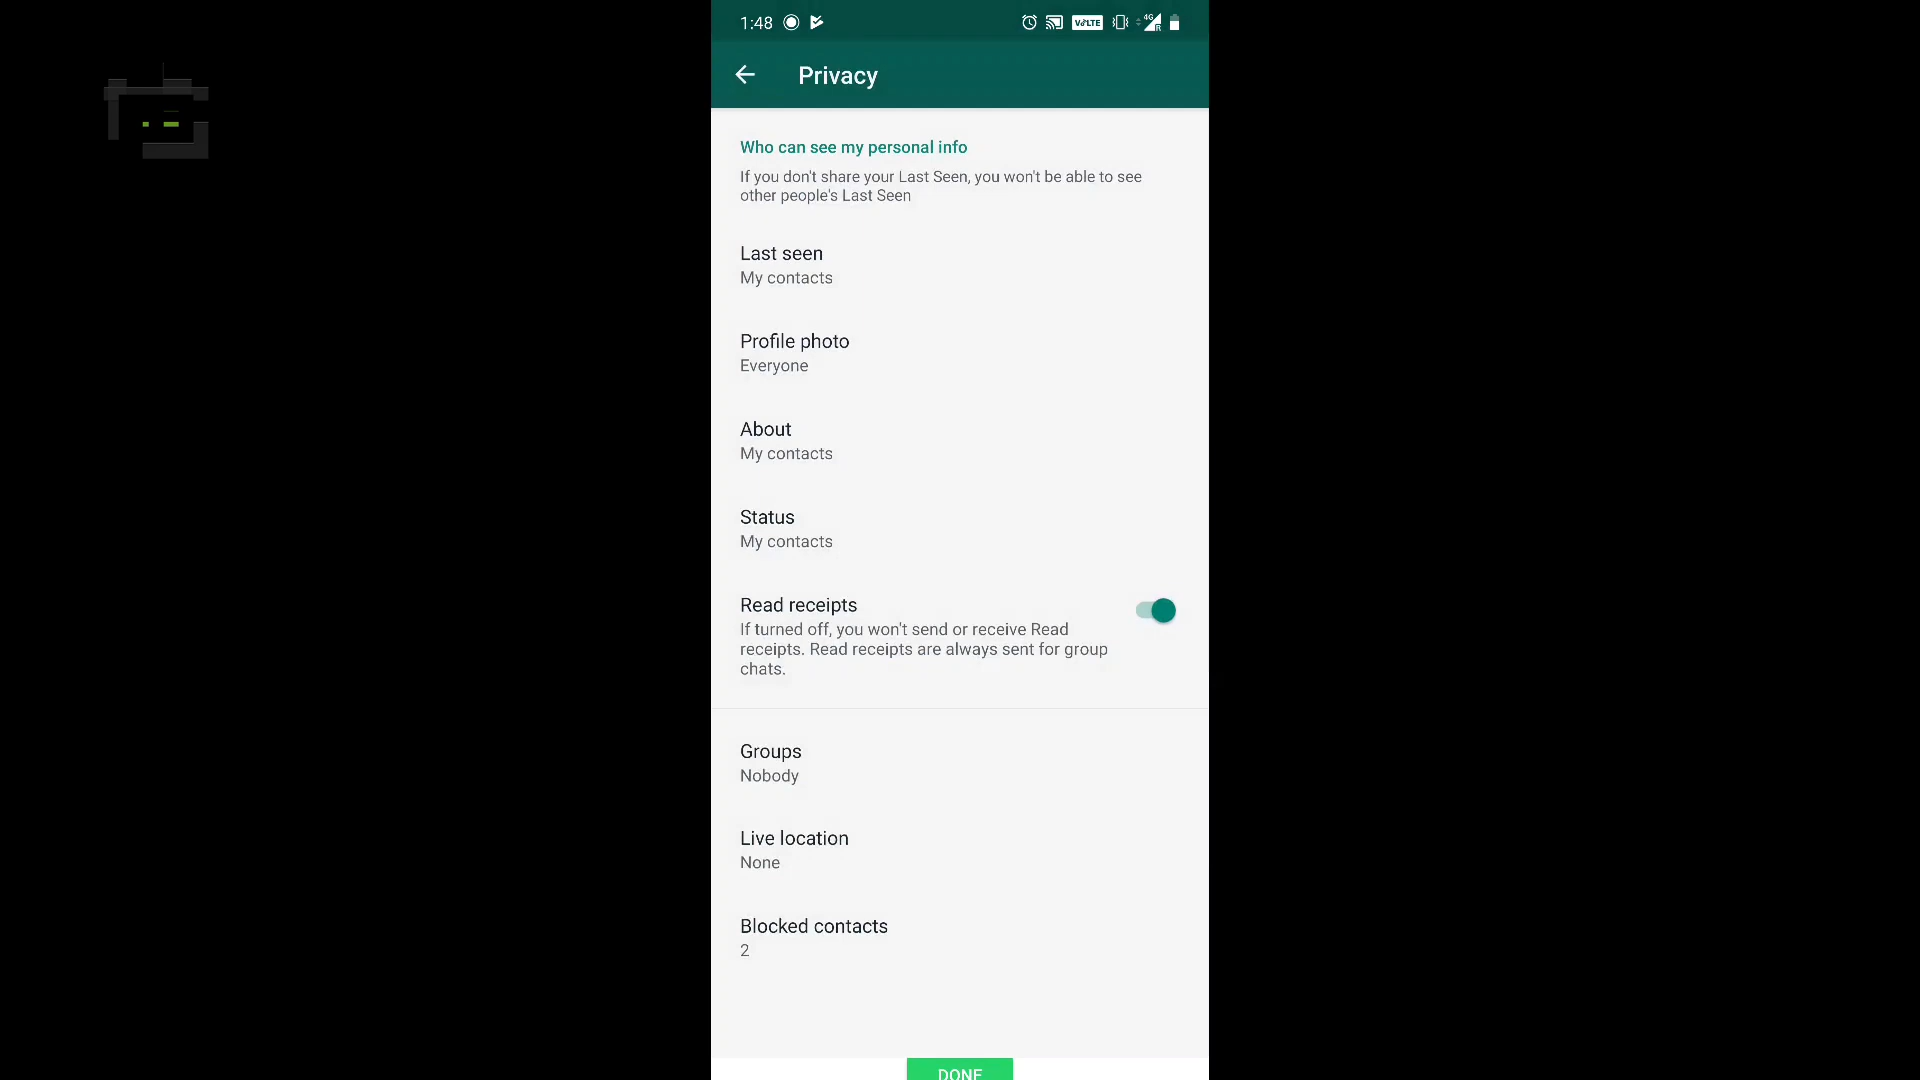 1:48 VoLTE 4G R
Privacy
Who can see my personal info
If you don't share your Last Seen, you won't be able to see
other people's Last Seen
Last seen
My contacts
Profile photo
Everyone
About
My contacts
Status
My contacts
Read receipts
If turned off, you won't send or receive Read
receipts. Read receipts are always sent for group
chats.
Groups
Nobody
Live location
None
Blocked contacts
2
DONE